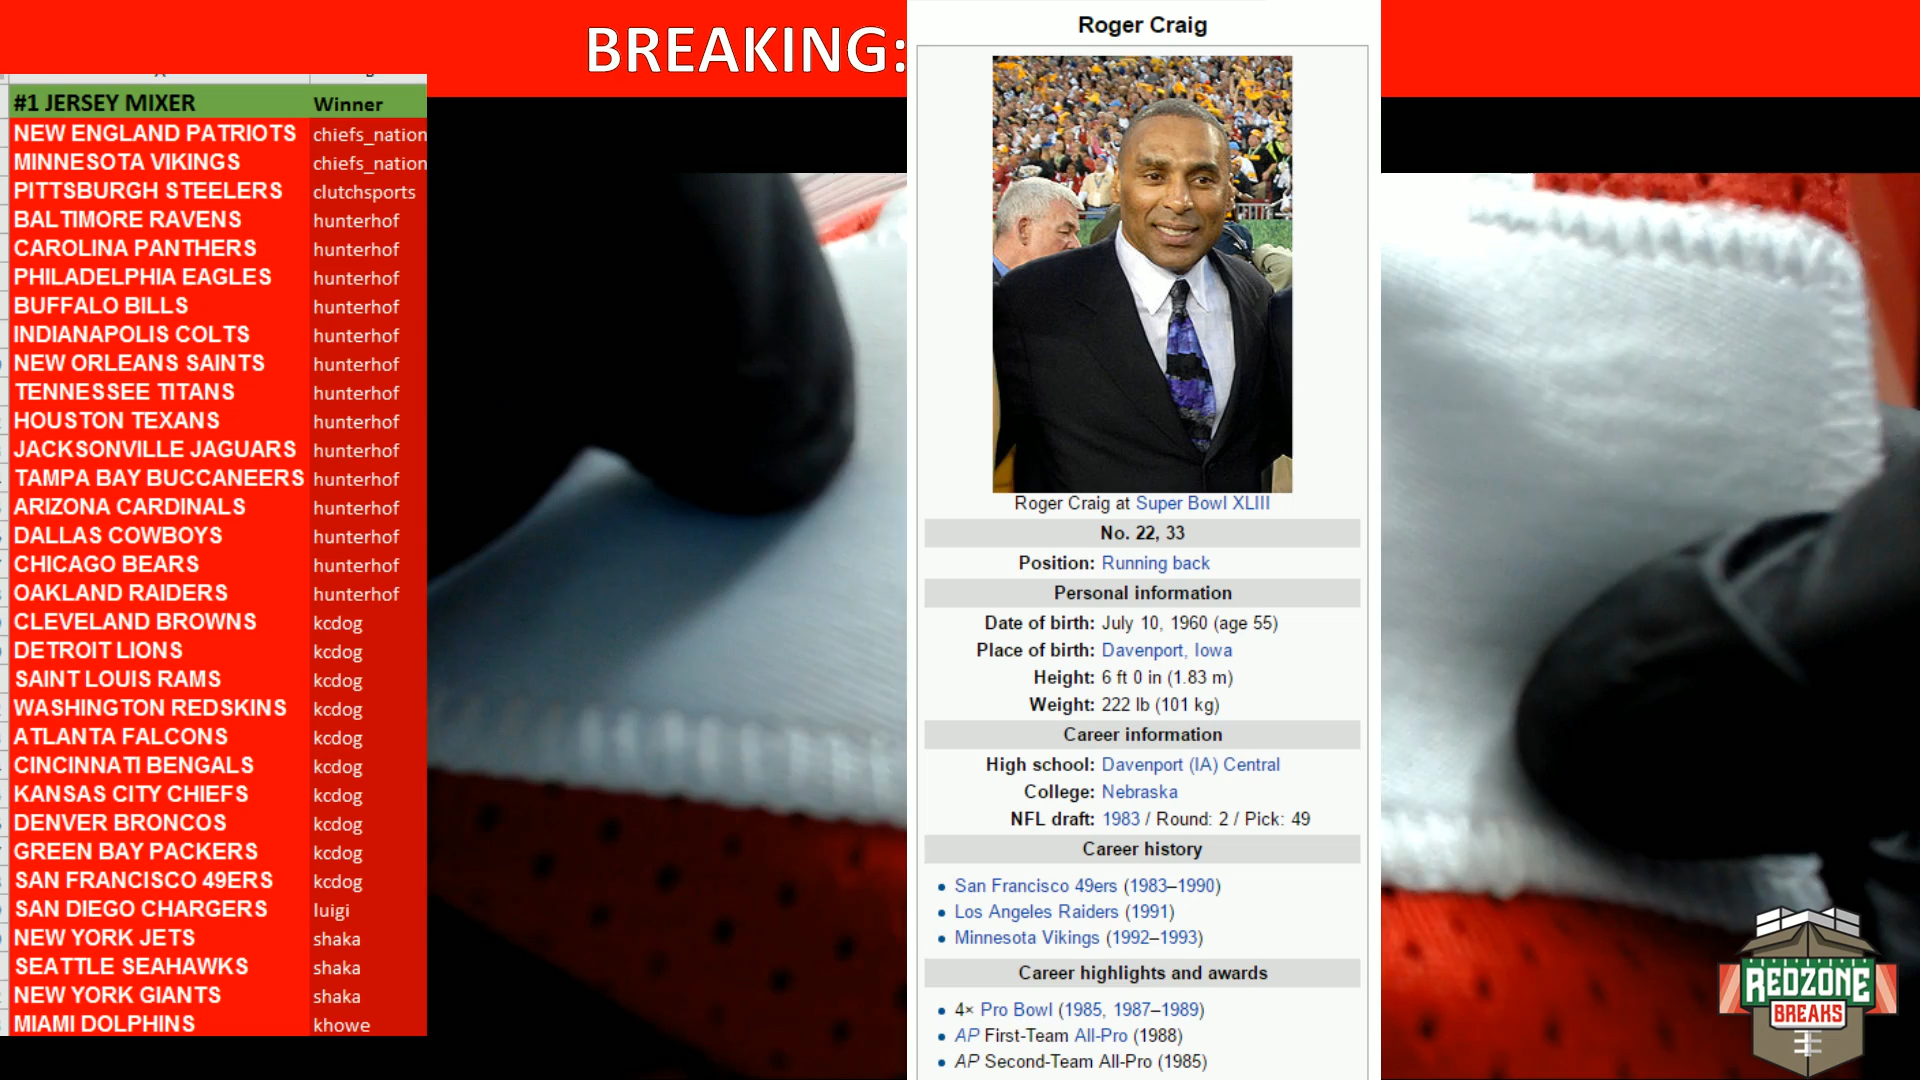 BREAKING:
#1 JERSEY MIXER Winner
NEW ENGLAND PATRIOTS chiefs_nation
MINNESOTA VIKINGS chiefs_nation
PITTSBURGH STEELERS clutchsports
BALTIMORE RAVENS hunterhof
CAROLINA PANTHERS hunterhof
PHILADELPHIA EAGLES hunterhof
BUFFALO BILLS hunterhof
INDIANAPOLIS COLTS hunterhof
NEW ORLEANS SAINTS hunterhof
TENNESSEE TITANS hunterhof
HOUSTON TEXANS hunterhof
JACKSONVILLE JAGUARS hunterhof
TAMPA BAY BUCCANEERS hunterhof
ARIZONA CARDINALS hunterhof
DALLAS COWBOYS hunterhof
CHICAGO BEARS hunterhof
OAKLAND RAIDERS hunterhof
CLEVELAND BROWNS kcdog
DETROIT LIONS kcdog
SAINT LOUIS RAMS kcdog
WASHINGTON REDSKINS kcdog
ATLANTA FALCONS kcdog
CINCINNATI BENGALS kcdog
KANSAS CITY CHIEFS kcdog
DENVER BRONCOS kcdog
GREEN BAY PACKERS kcdog
SAN FRANCISCO 49ERS kcdog
SAN DIEGO CHARGERS luigi
NEW YORK JETS shaka
SEATTLE SEAHAWKS shaka
NEW YORK GIANTS shaka
MIAMI DOLPHINS khowe
Roger Craig
Roger Craig at Super Bowl XLIII
No. 22, 33
Position: Running back
Personal information
Date of birth: July 10, 1960 (age 55)
Place of birth: Davenport, Iowa
Height: 6 ft 0 in (1.83 m)
Weight: 222 lb (101 kg)
Career information
High school: Davenport (IA) Central
College: Nebraska
NFL draft: 1983 / Round: 2 / Pick: 49
Career history
• San Francisco 49ers (1983–1990)
• Los Angeles Raiders (1991)
• Minnesota Vikings (1992–1993)
Career highlights and awards
• 4× Pro Bowl (1985, 1987–1989)
• AP First-Team All-Pro (1988)
• AP Second-Team All-Pro (1985)
REDZONE
BREAKS